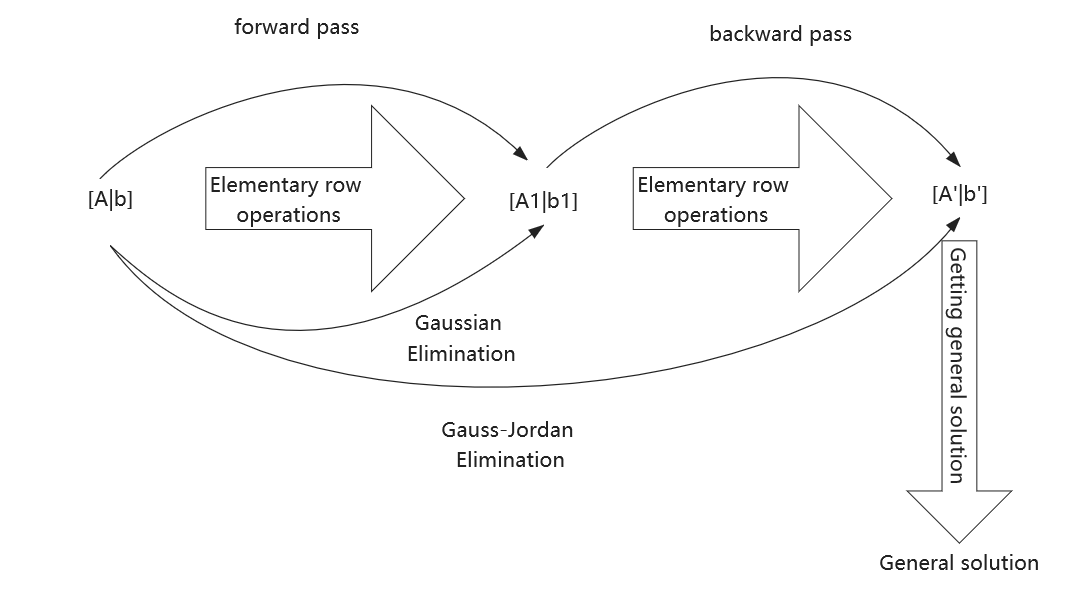 forward pass
backward pass
[A|b]
Elementary row
operations
[A1|b1]
Elementary row
operations
[A'|b']
Gaussian
Elimination
Gauss-Jordan
Elimination
Getting general solution
General solution